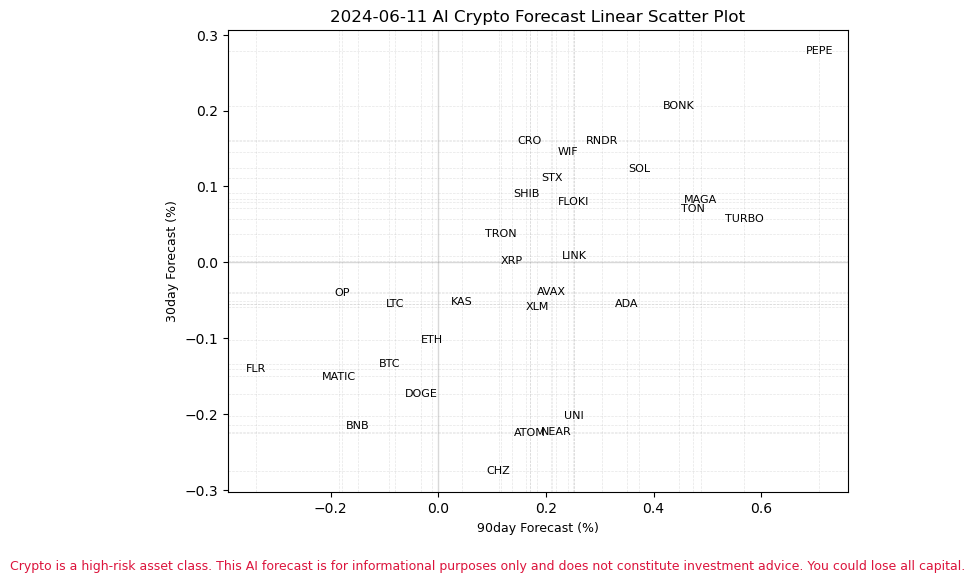 2024-06-11 AI Crypto Forecast Linear Scatter Plot
0.3
PEPE
0.2
BONK
CRO
RNDR
WIF
SOL
STX
0.1
SHIB
MAGA
FLOKI
TON
TURBO
TRON
30day Forecast (%)
0.0
XRP
LINK
OP
AVAX
LTC
KAS
XLM
ADA
−0.1
ETH
FLR
BTC
MATIC
DOGE
−0.2
UNI
BNB
ATOM
NEAR
CHZ
−0.3
−0.2 0.0 0.2 0.4 0.6
90day Forecast (%)
Crypto is a high-risk asset class. This AI forecast is for informational purposes only and does not constitute investment advice. You could lose all capital.